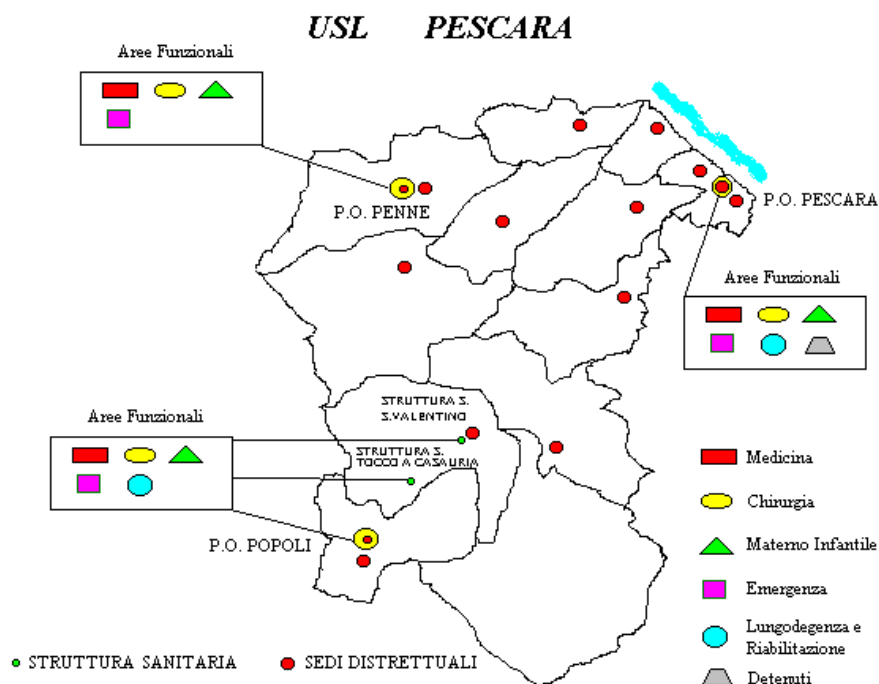 USL PESCARA
Aree Funzionali
P.O. PENNE
P.O. PESCARA
Aree Funzionali
STRUTTURA S.
S.VALENTINO
Aree Funzionali
STRUTTURA S.
TOCCO A CASAURIA
P.O. POPOLI
Medicina
Chirurgia
Materno Infantile
Emergenza
Lungodegenza e
Riabilitazione
Detenuti
STRUTTURA SANITARIA
SEDI DISTRETTUALI